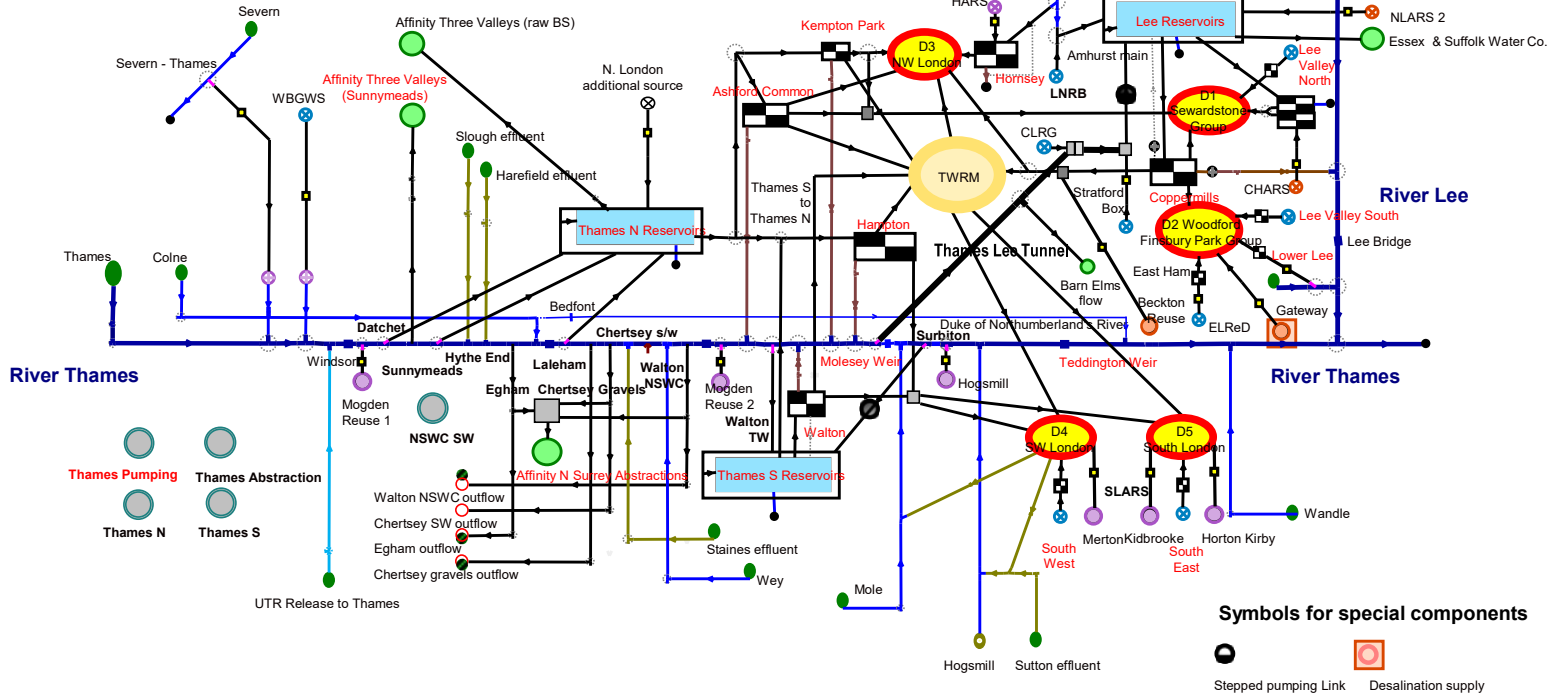 HARS
Severn
Affinity Three Valleys (raw BS)
Kempton Park
D3
NW London
Lee Reservoirs
NLARS 2
Essex & Suffolk Water Co.
Severn - Thames
Affinity Three Valleys
(Sunnymeads)
N. London
additional source
Hornsey
Amhurst main
Lee
Valley
North
WBGWS
Ashford Common
LNRB
D1
Sewardstone
Group
Slough effluent
CLRG
Harefield effluent
TWRM
Thames S
to
Thames N
Stratford
Box
Coppermills
CHARS
River Lee
Thames N Reservoirs
Hampton
D2 Woodford
Finsbury Park Group
Lee Valley South
Thames
Colne
Thames Lee Tunnel
Lee Bridge
Lower Lee
East Ham
Barn Elms
flow
Beckton
Reuse
ELReD
Gateway
Bedfont
Datchet
Chertsey s/w
Duke of Northumberland's River
Surbiton
Windsor
Sunnymeads
Hythe End
Laleham
Walton
NSWC
Molesey Weir
Teddington Weir
River Thames
River Thames
Egham
Chertsey Gravels
Mogden
Reuse 1
Mogden
Reuse 2
Hogsmill
NSWC SW
Walton
TW
Walton
D4
SW London
D5
South London
Thames Pumping
Thames Abstraction
Affinity N Surrey Abstractions
Thames S Reservoirs
Walton NSWC outflow
SLARS
Thames N
Thames S
Chertsey SW outflow
Wandle
Egham outflow
Staines effluent
South
West
Merton
Kidbrooke
South
East
Horton Kirby
Chertsey gravels outflow
Wey
Mole
UTR Release to Thames
Symbols for special components
Hogsmill
Sutton effluent
Stepped pumping Link
Desalination supply